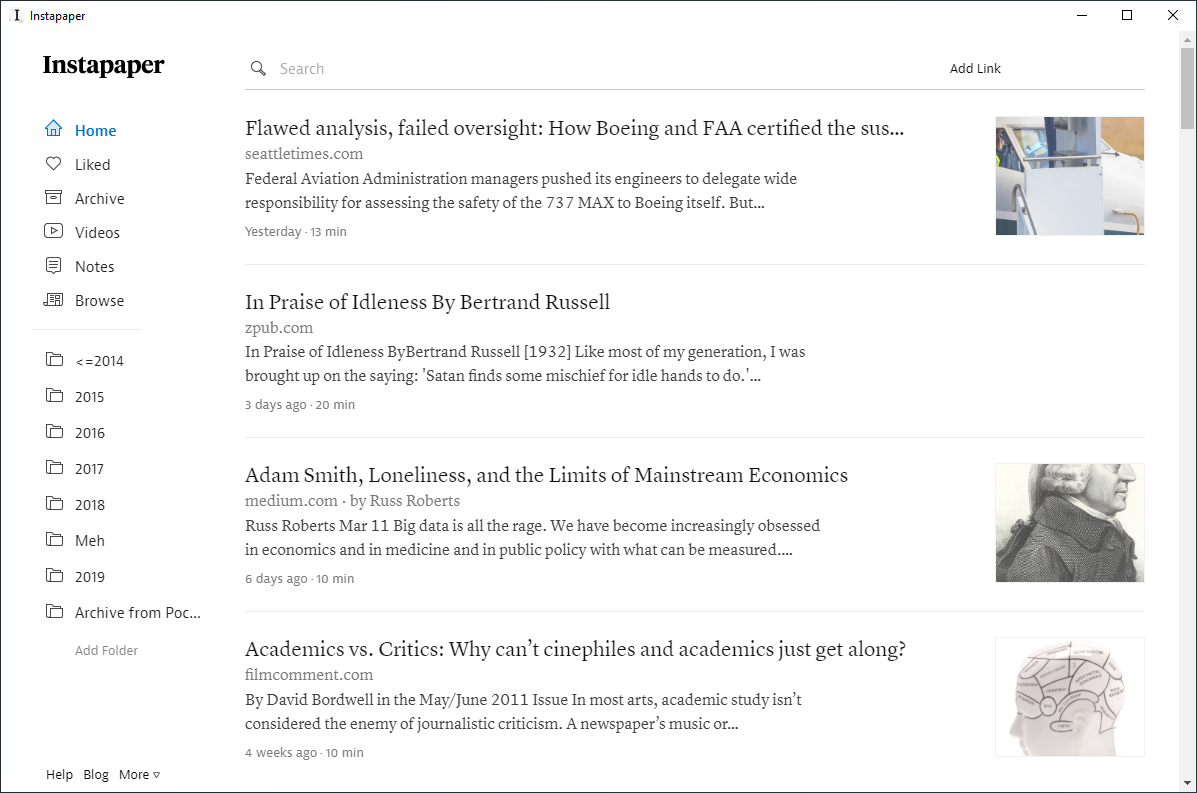 Instapaper
Instapaper
Search
Add Link
Home
Liked
Archive
Videos
Notes
Browse
<=2014
2015
2016
2017
2018
Meh
2019
Archive from Poc...
Add Folder
Help Blog More ▿
Flawed analysis, failed oversight: How Boeing and FAA certified the sus...
seattletimes.com
Federal Aviation Administration managers pushed its engineers to delegate wide
responsibility for assessing the safety of the 737 MAX to Boeing itself. But...
Yesterday · 13 min
In Praise of Idleness By Bertrand Russell
zpub.com
In Praise of Idleness ByBertrand Russell [1932] Like most of my generation, I was
brought up on the saying: 'Satan finds some mischief for idle hands to do.'...
3 days ago · 20 min
Adam Smith, Loneliness, and the Limits of Mainstream Economics
medium.com · by Russ Roberts
Russ Roberts Mar 11 Big data is all the rage. We have become increasingly obsessed
in economics and in medicine and in public policy with what can be measured....
6 days ago · 10 min
Academics vs. Critics: Why can’t cinephiles and academics just get along?
filmcomment.com
By David Bordwell in the May/June 2011 Issue In most arts, academic study isn’t
considered the enemy of journalistic criticism. A newspaper’s music or...
4 weeks ago · 10 min